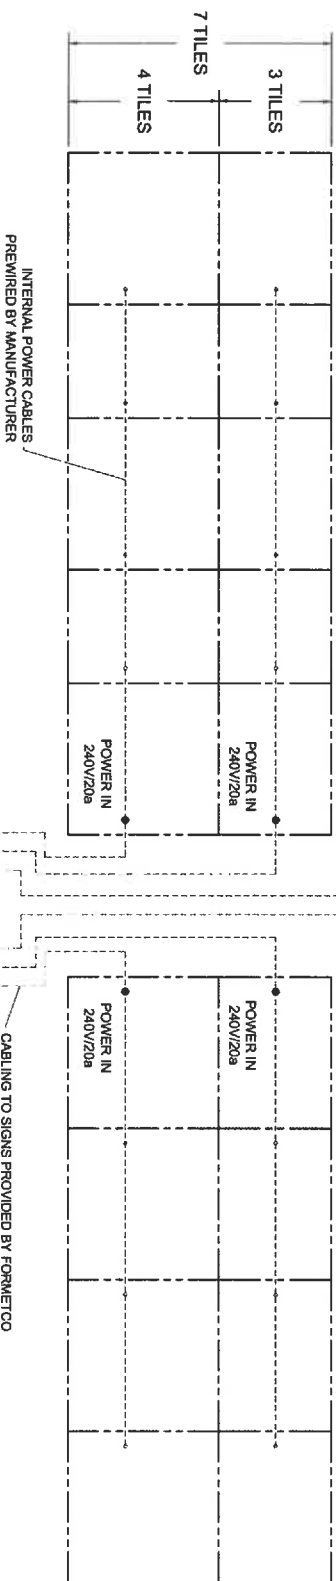 7 TILES
3 TILES
4 TILES
INTERNAL POWER CABLES
PREWIRED BY MANUFACTURER
POWER IN
240V/20a
POWER IN
240V/20a
POWER IN
240V/20a
POWER IN
240V/20a
CABLING TO SIGNS PROVIDED BY FORMETCO